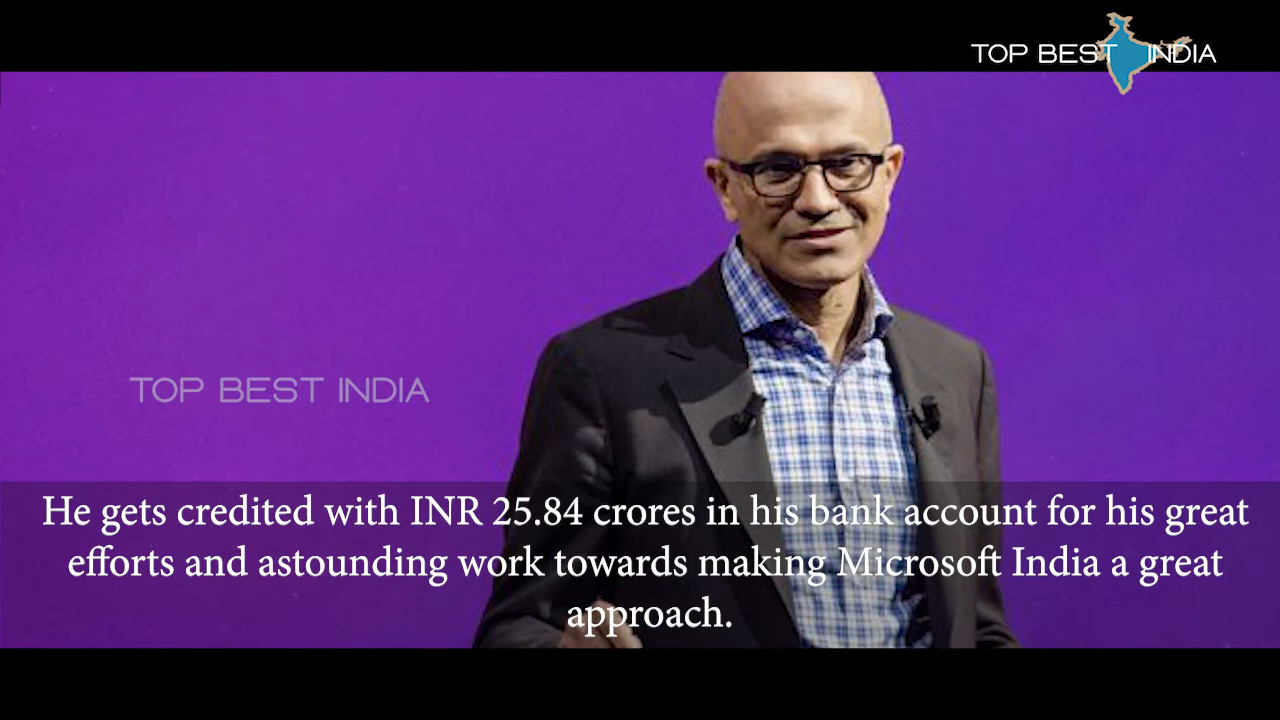 TOP BEST INDIA
TOP BEST INDIA
He gets credited with INR 25.84 crores in his bank account for his great
efforts and astounding work towards making Microsoft India a great
approach.